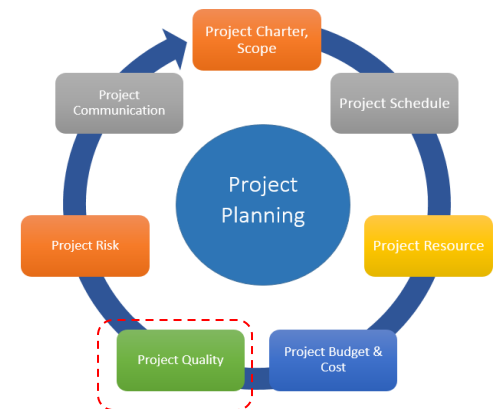 Project Charter,
Scope
Project Schedule
Project Resource
Project Budget &
Cost
Project Quality
Project Risk
Project
Communication
Project
Planning